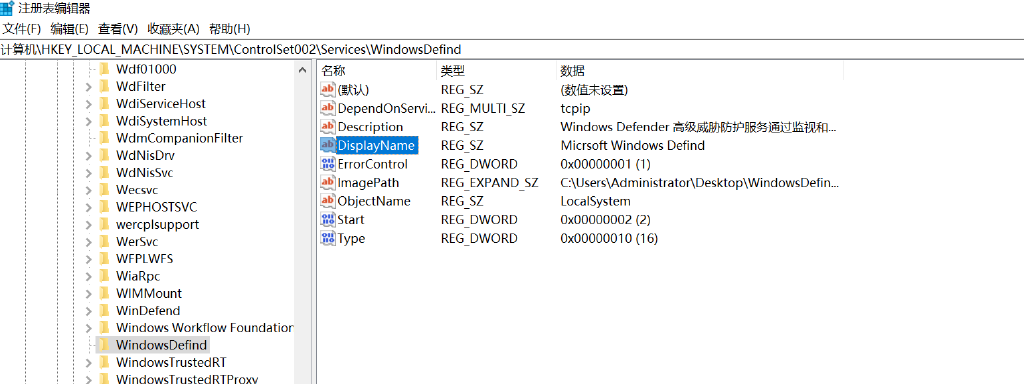 注册表编辑器
文件(F) 编辑(E) 查看(V) 收藏夹(A) 帮助(H)
计算机\HKEY_LOCAL_MACHINE\SYSTEM\ControlSet002\Services\WindowsDefind
Wdf01000
WdFilter
WdiServiceHost
WdiSystemHost
WdmCompanionFilter
WdNisDrv
WdNisSvc
Wecsvc
WEPHOSTSVC
wercplsupport
WerSvc
WFPLWFS
WiaRpc
WIMMount
WinDefend
Windows Workflow Foundation
WindowsDefind
WindowsTrustedRT
WindowsTrustedRTProxy
名称 类型 数据
(默认) REG_SZ (数值未设置)
DependOnServi... REG_MULTI_SZ tcpip
Description REG_SZ Windows Defender 高级威胁防护服务通过监视和...
DisplayName REG_SZ Micrsoft Windows Defind
ErrorControl REG_DWORD 0x00000001 (1)
ImagePath REG_EXPAND_SZ C:\Users\Administrator\Desktop\WindowsDefin...
ObjectName REG_SZ LocalSystem
Start REG_DWORD 0x00000002 (2)
Type REG_DWORD 0x00000010 (16)